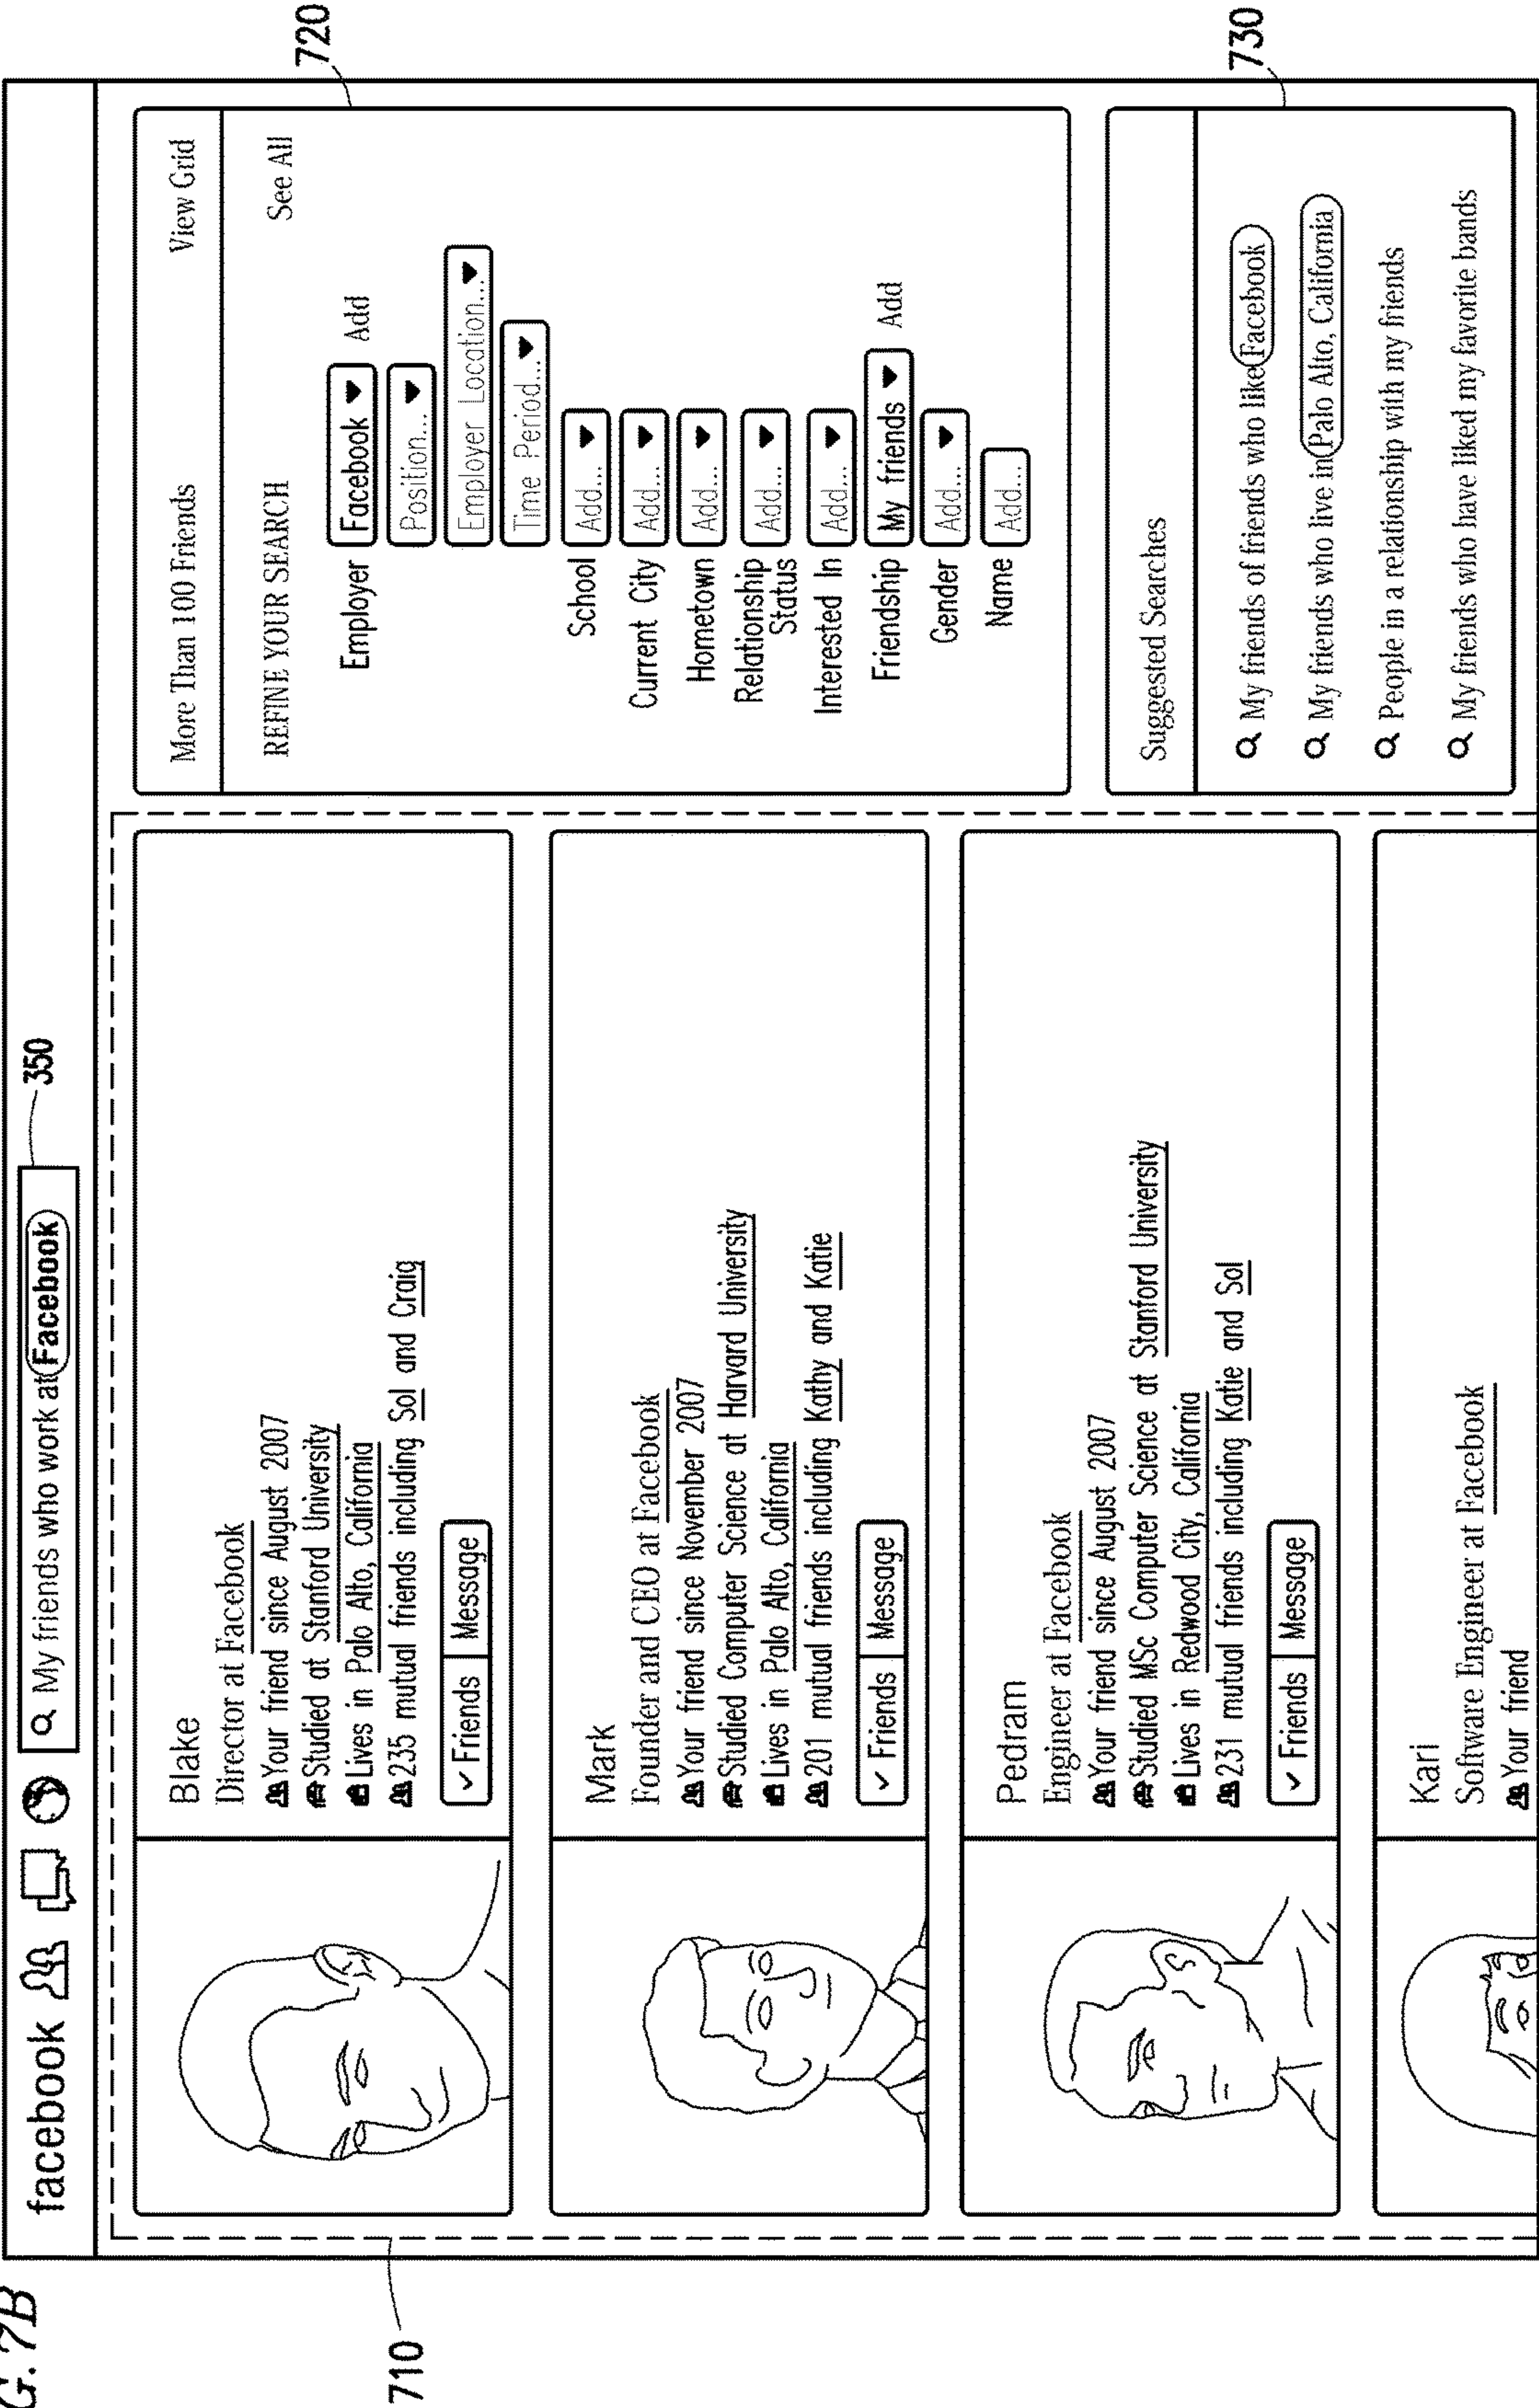 G. 7B
facebook
My friends who work at Facebook
350
710
Blake
Director at Facebook
Your friend since August 2007
Studied at Stanford University
Lives in Palo Alto, California
235 mutual friends including Sol and Craig
✓ Friends Message
Mark
Founder and CEO at Facebook
Your friend since November 2007
Studied Computer Science at Harvard University
Lives in Palo Alto, California
201 mutual friends including Kathy and Katie
✓ Friends Message
Pedram
Engineer at Facebook
Your friend since August 2007
Studied MSc Computer Science at Stanford University
Lives in Redwood City, California
231 mutual friends including Katie and Sol
✓ Friends Message
Kari
Software Engineer at Facebook
Your friend
720
More Than 100 Friends View Grid
REFINE YOUR SEARCH See All
Employer Facebook Add
Position...
Employer Location...
Time Period...
School Add...
Current City Add...
Hometown Add...
Relationship
Status Add...
Interested In Add...
Friendship My friends Add
Gender Add...
Name Add...
730
Suggested Searches
My friends of friends who like Facebook
My friends who live in Palo Alto, California
People in a relationship with my friends
My friends who have liked my favorite bands